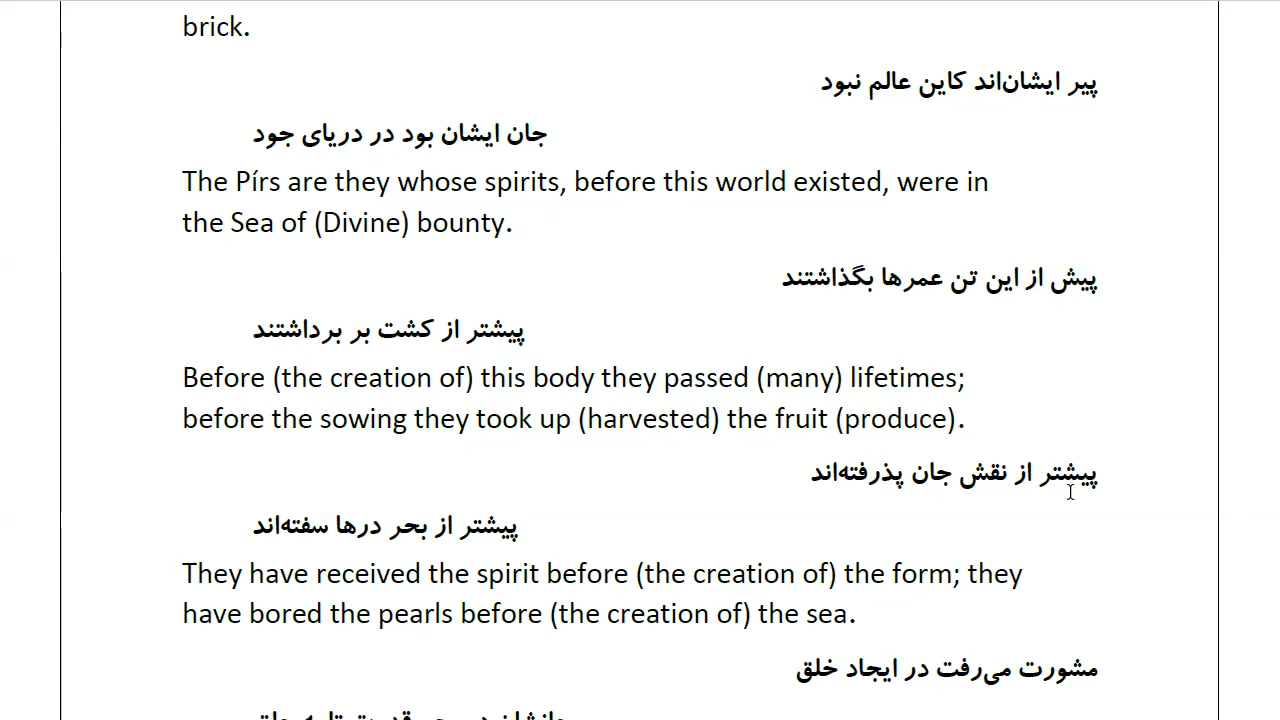 brick.
پیر ایشان‌اند کاین عالم نبود
جان ایشان بود در دریای جود
The Pírs are they whose spirits, before this world existed, were in
the Sea of (Divine) bounty.
پیش از این تن عمرها بگذاشتند
پیشتر از کشت بر برداشتند
Before (the creation of) this body they passed (many) lifetimes;
before the sowing they took up (harvested) the fruit (produce).
پیشتر از نقش جان پذرفته‌اند
پیشتر از بحر درها سفته‌اند
They have received the spirit before (the creation of) the form; they
have bored the pearls before (the creation of) the sea.
مشورت می‌رفت در ایجاد خلق